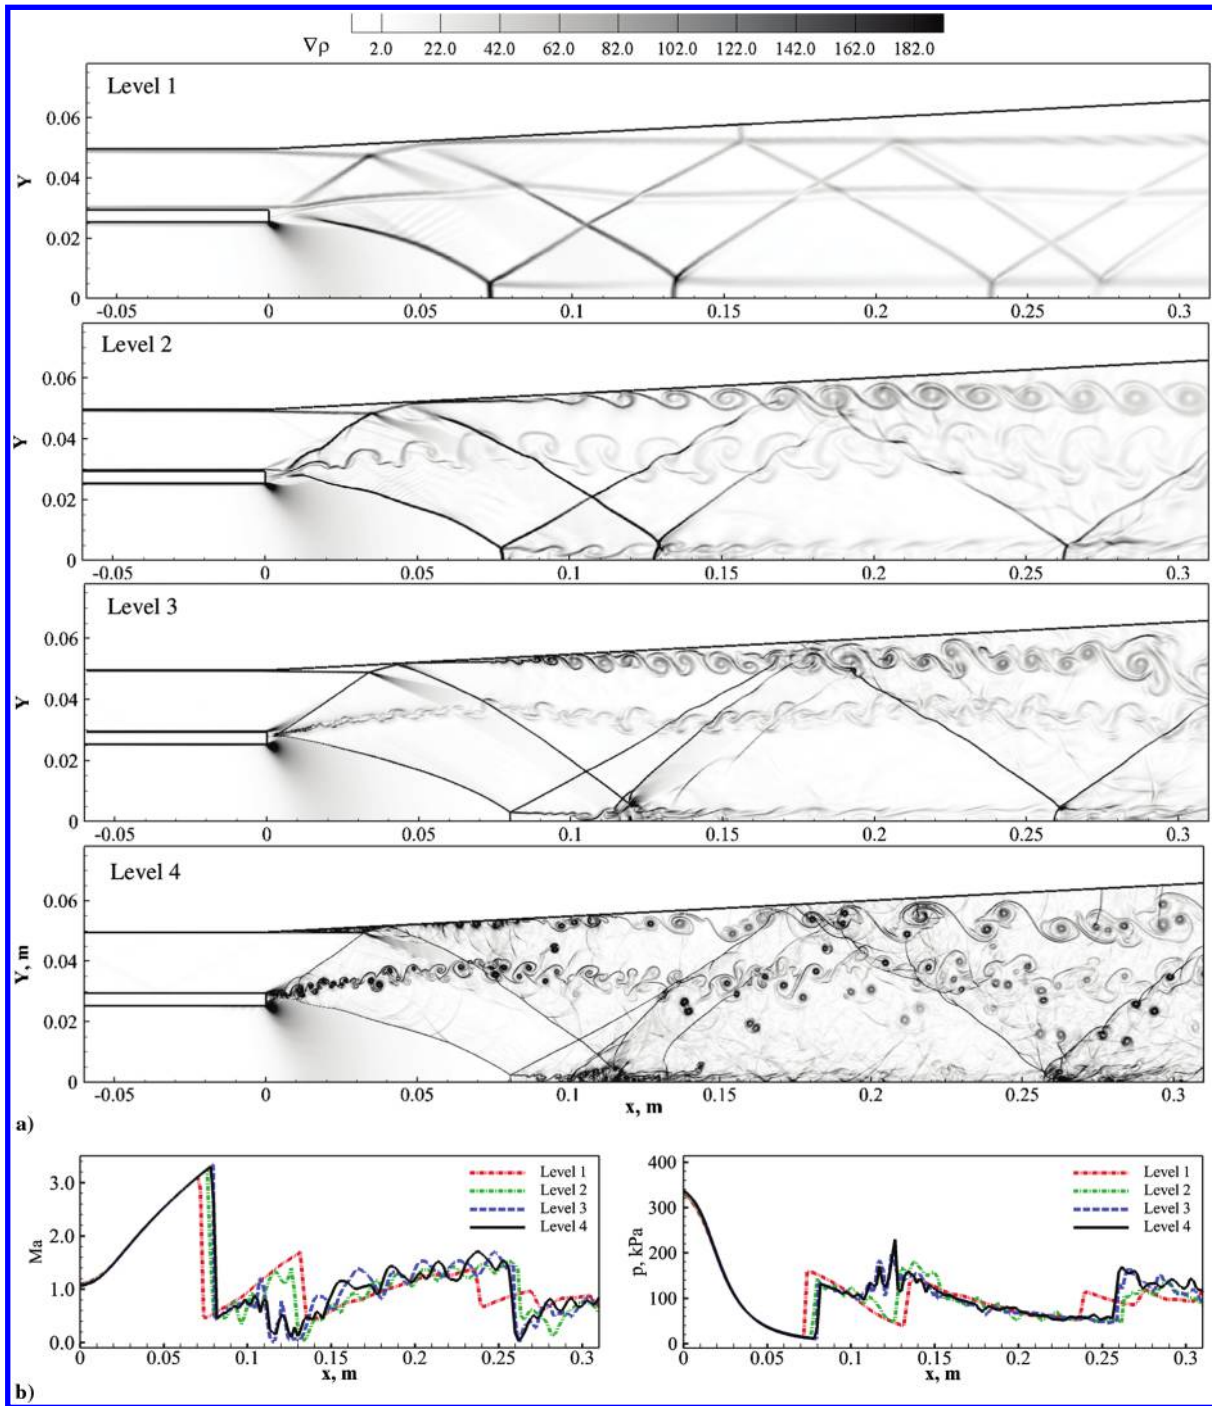 ∇ρ 2.0 22.0 42.0 62.0 82.0 102.0 122.0 142.0 162.0 182.0
Level 1
0.06
0.04
Y
0.02
0
-0.05 0 0.05 0.1 0.15 0.2 0.25 0.3
Level 2
0.06
0.04
Y
0.02
0
-0.05 0 0.05 0.1 0.15 0.2 0.25 0.3
Level 3
0.06
0.04
Y
0.02
0
-0.05 0 0.05 0.1 0.15 0.2 0.25 0.3
Level 4
0.06
0.04
Y, m
0.02
0
-0.05 0 0.05 0.1 0.15 0.2 0.25 0.3
x, m
a)
3.0
2.0
1.0
0.0
Ma
Level 1
Level 2
Level 3
Level 4
0 0.05 0.1 0.15 0.2 0.25 0.3
x, m
400
300
200
100
0
p, kPa
Level 1
Level 2
Level 3
Level 4
0 0.05 0.1 0.15 0.2 0.25 0.3
x, m
b)